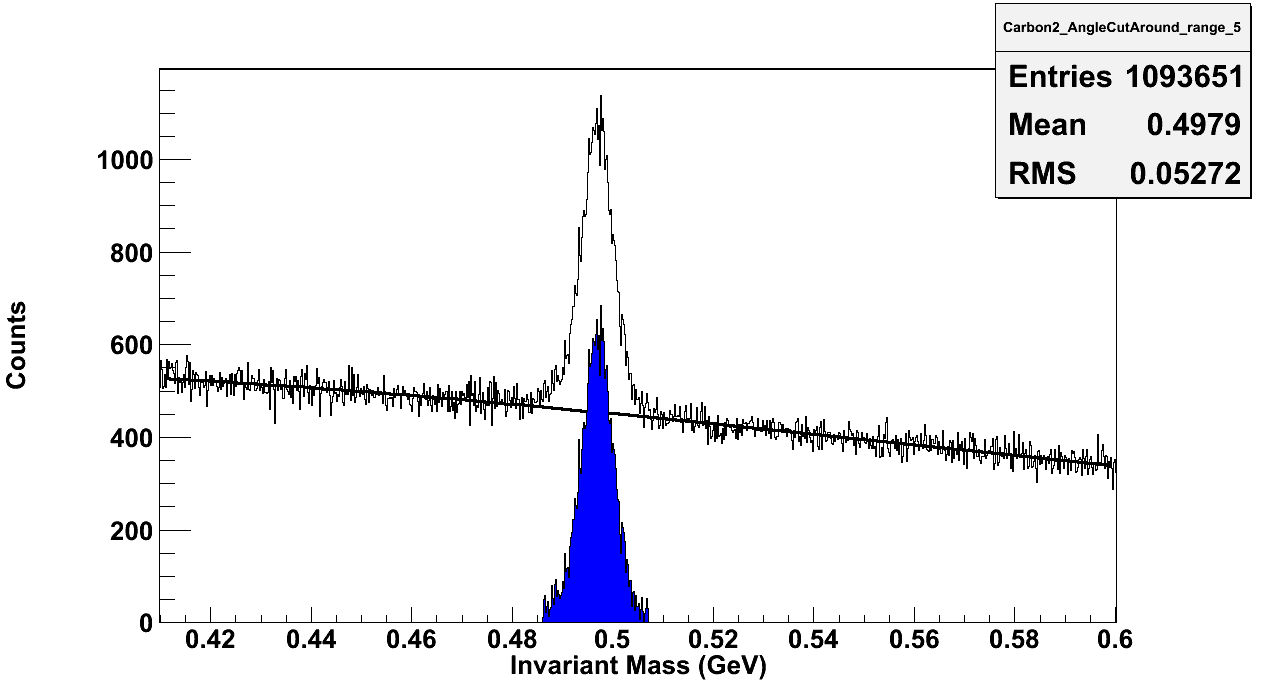 Carbon2_AngleCutAround_range_5
Entries 1093651
Mean 0.4979
RMS 0.05272
Counts
1000
800
600
400
200
0
0.42 0.44 0.46 0.48 0.5 0.52 0.54 0.56 0.58 0.6
Invariant Mass (GeV)